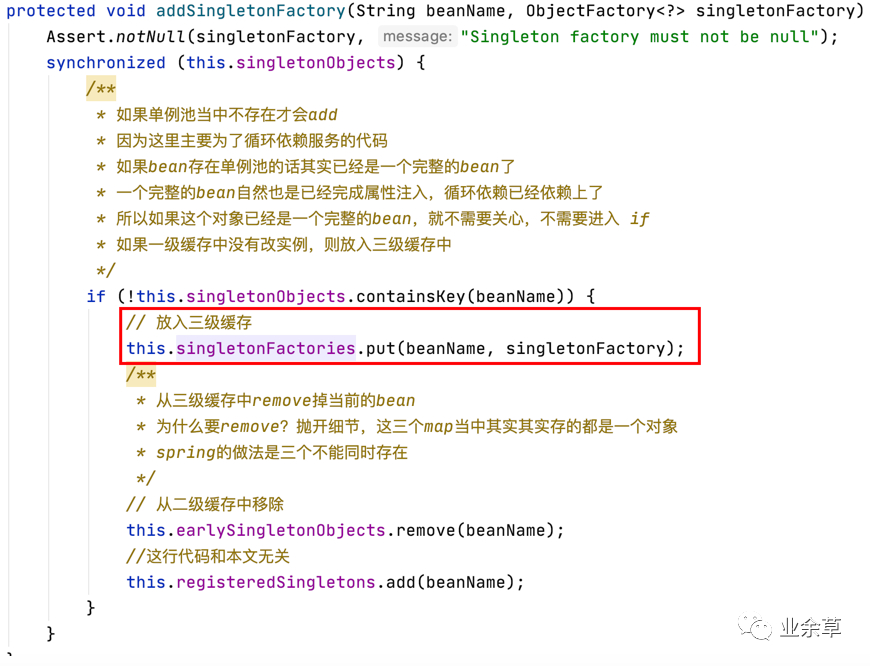 protected void addSingletonFactory(String beanName, ObjectFactory<?> singletonFactory)
Assert.notNull(singletonFactory, message: "Singleton factory must not be null");
synchronized (this.singletonObjects) {
/**
* 如果单例池当中不存在才会add
* 因为这里主要为了循环依赖服务的代码
* 如果bean存在单例池的话其实已经是一个完整的bean了
* 一个完整的bean自然也是已经完成属性注入，循环依赖已经依赖上了
* 所以如果这个对象已经是一个完整的bean，就不需要关心，不需要进入 if
* 如果一级缓存中没有改实例，则放入三级缓存中
*/
if (!this.singletonObjects.containsKey(beanName)) {
// 放入三级缓存
this.singletonFactories.put(beanName, singletonFactory);
/**
* 从三级缓存中remove掉当前的bean
* 为什么要remove？抛开细节，这三个map当中其实其实存的都是一个对象
* spring的做法是三个不能同时存在
*/
// 从二级缓存中移除
this.earlySingletonObjects.remove(beanName);
//这行代码和本文无关
this.registeredSingletons.add(beanName);
}
}
业余草